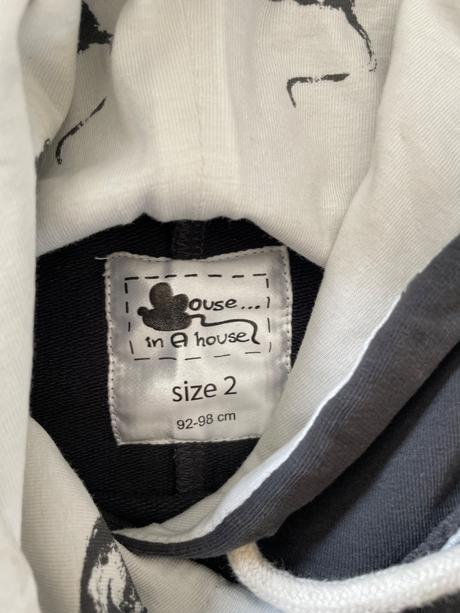 ouse...
in A house
size 2
92-98 cm